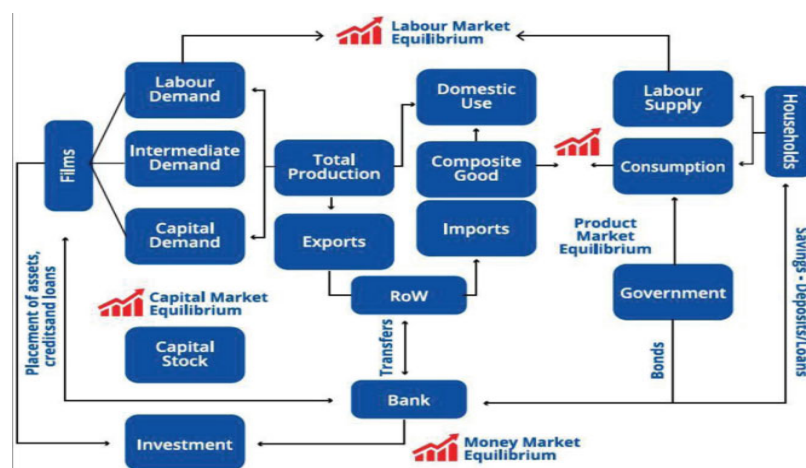 Labour Market
Equilibrium
Labour
Demand
Domestic
Use
Labour
Supply
Households
Films
Intermediate
Demand
Total
Production
Composite
Good
Consumption
Capital
Demand
Exports
Imports
Product
Market
Equilibrium
Placement of assets,
creditsand loans
Capital Market
Equilibrium
RoW
Government
Savings - Deposits/Loans
Capital
Stock
Transfers
Bonds
Bank
Investment
Money Market
Equilibrium